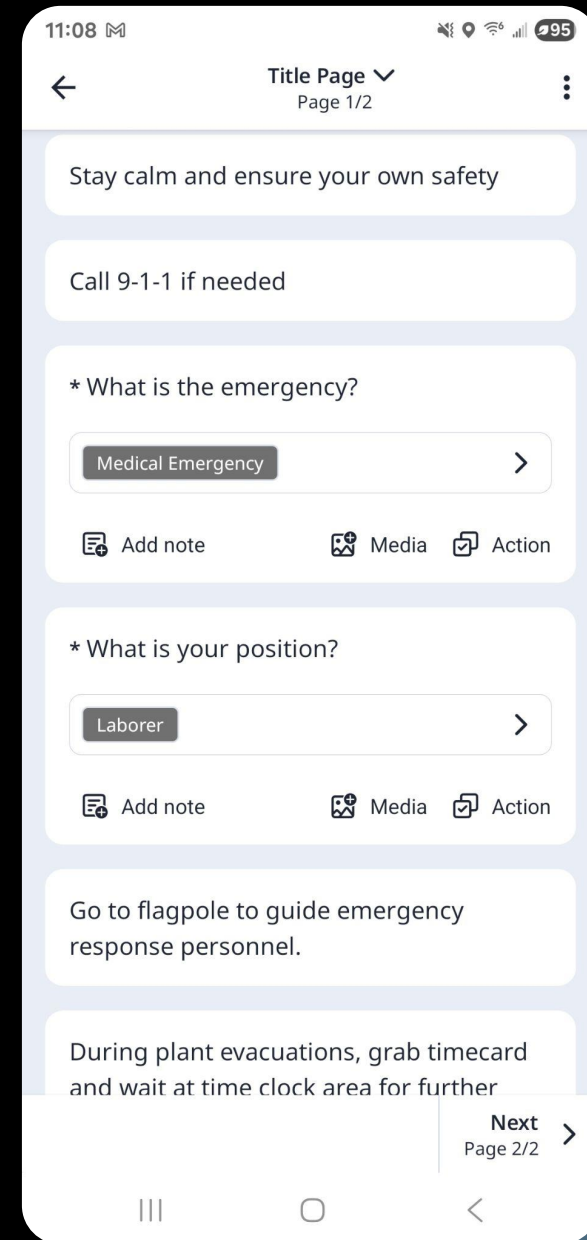 11:08
95
Title Page
Page 1/2
Stay calm and ensure your own safety
Call 9-1-1 if needed
* What is the emergency?
Medical Emergency
Add note Media Action
* What is your position?
Laborer
Add note Media Action
Go to flagpole to guide emergency
response personnel.
During plant evacuations, grab timecard
and wait at time clock area for further
Next
Page 2/2